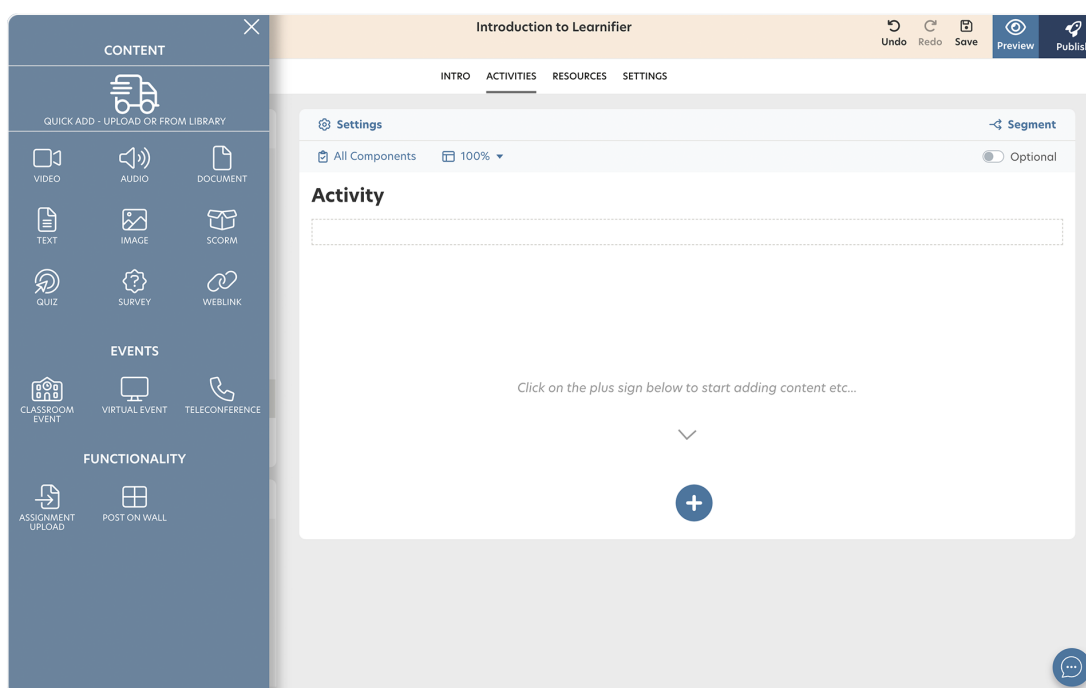 CONTENT
QUICK ADD - UPLOAD OR FROM LIBRARY
VIDEO
AUDIO
DOCUMENT
TEXT
IMAGE
SCORM
QUIZ
SURVEY
WEBLINK
EVENTS
CLASSROOM
EVENT
VIRTUAL EVENT
TELECONFERENCE
FUNCTIONALITY
ASSIGNMENT
UPLOAD
POST ON WALL
Introduction to Learnifier
Undo
Redo
Save
Preview
Publish
INTRO
ACTIVITIES
RESOURCES
SETTINGS
Settings
Segment
All Components
100%
Optional
Activity
Click on the plus sign below to start adding content etc...